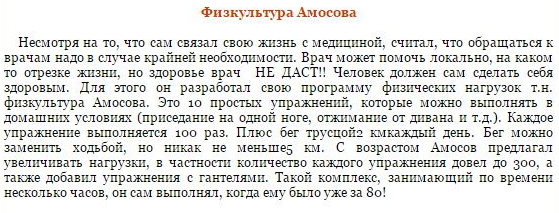 Физкультура Амосова
Несмотря на то, что сам связал свою жизнь с медициной, считал, что обращаться к
врачам надо в случае крайней необходимости. Врач может помочь локально, на каком
то отрезке жизни, но здоровье врач НЕ ДАСТ!! Человек должен сам сделать себя
здоровым. Для этого он разработал свою программу физических нагрузок т.н.
физкультура Амосова. Это 10 простых упражнений, которые можно выполнять в
домашних условиях (приседание на одной ноге, отжимание от дивана и т.д.). Каждое
упражнение выполняется 100 раз. Плюс бег трусцой2 кмкаждый день. Бег можно
заменить ходьбой, но никак не меньше5 км. С возрастом Амосов предлагал
увеличивать нагрузки, в частности количество каждого упражнения довел до 300, а
также добавил упражнения с гантелями. Такой комплекс, занимающий по времени
несколько часов, он сам выполнял, когда ему было уже за 80!